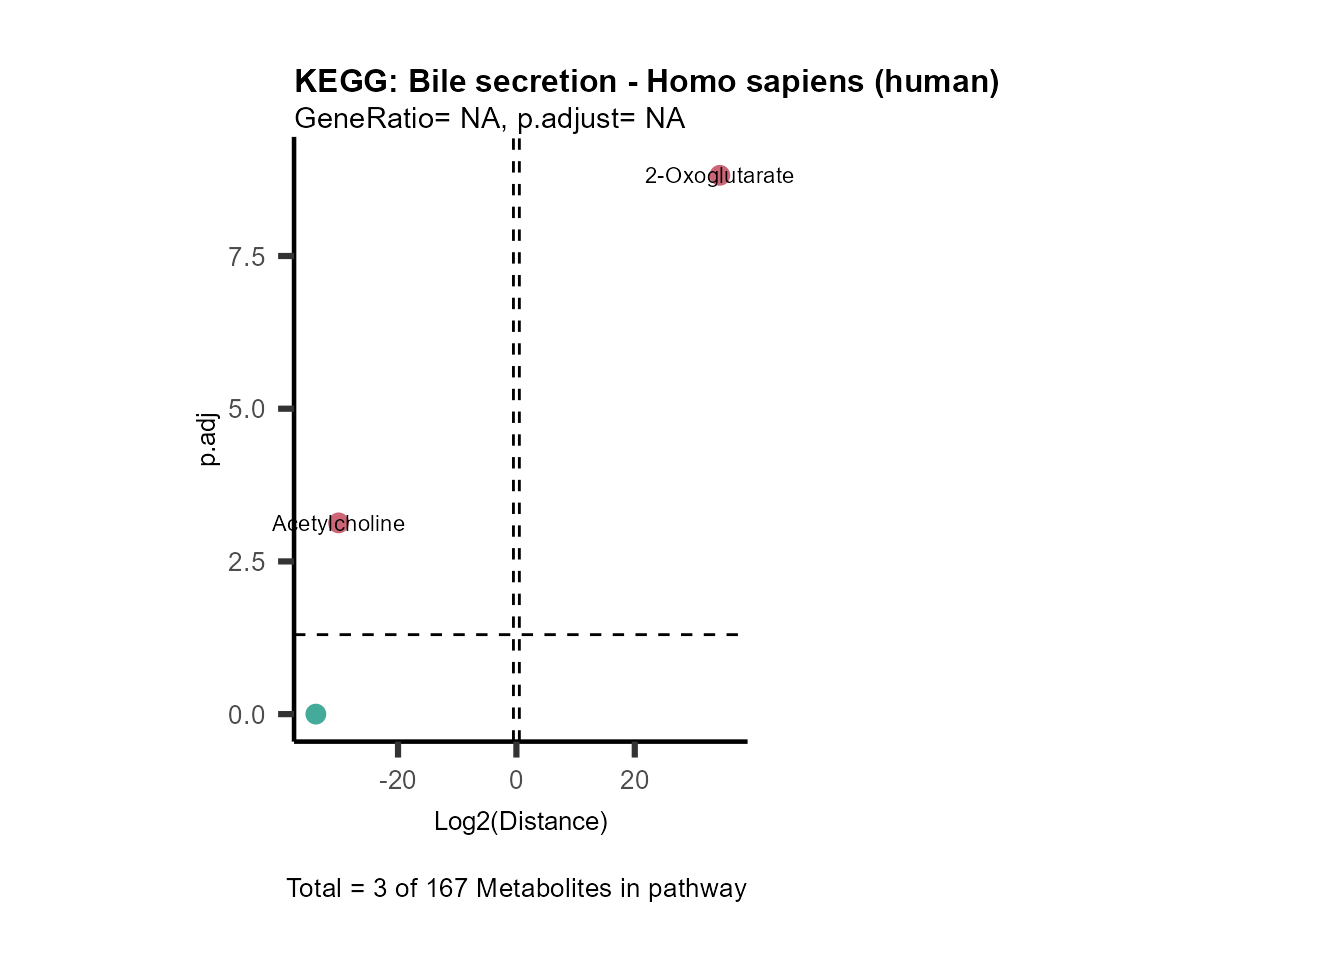 KEGG: Bile secretion - Homo sapiens (human)
GeneRatio= NA, p.adjust= NA
2-Oxoglutarate
7.5
5.0
p.adj
Acetylcholine
2.5
0.0
-20
0
20
Log2(Distance)
Total = 3 of 167 Metabolites in pathway